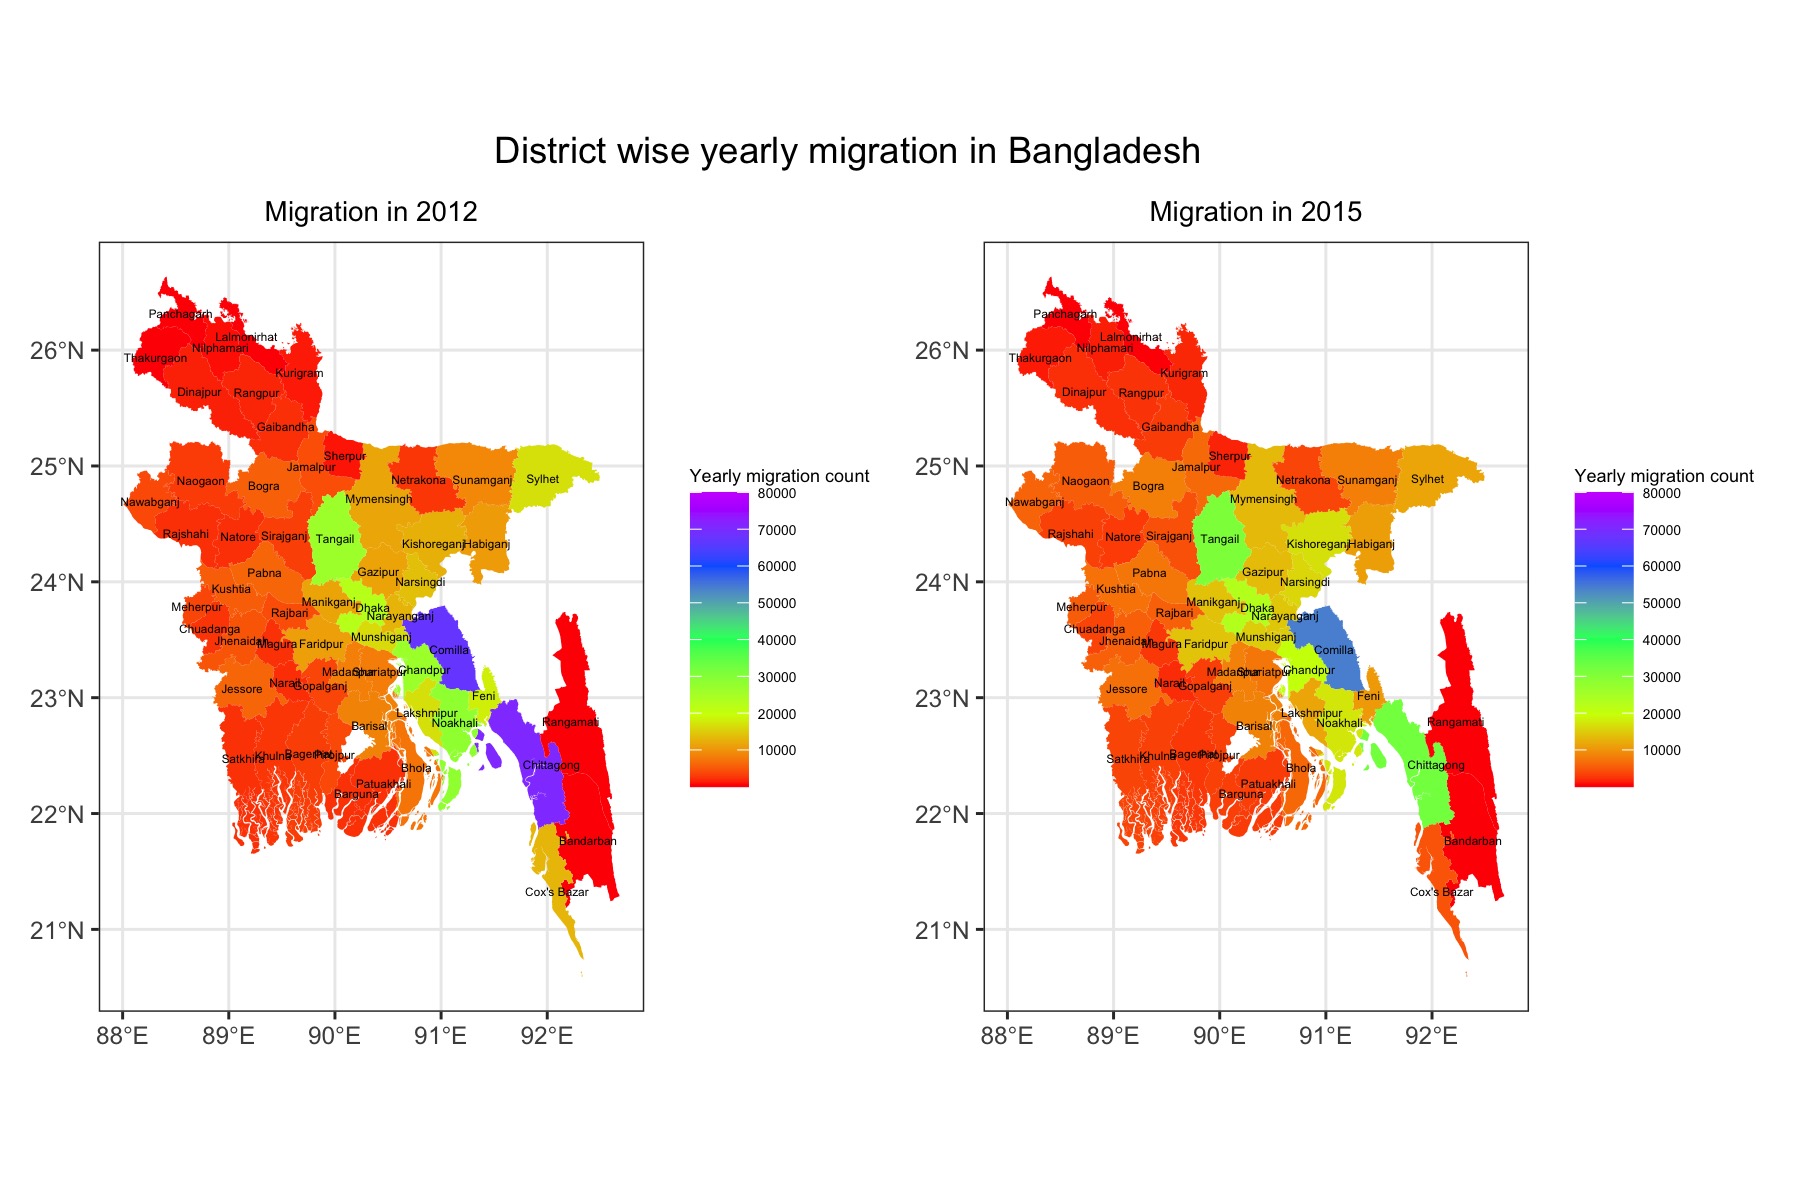 District wise yearly migration in Bangladesh
Migration in 2012
26°N
25°N
24°N
23°N
22°N
21°N
88°E
89°E
90°E
91°E
92°E
Panchagarh
Lalmonirhat
Nilphamari
Thakurgaon
Kurigram
Dinajpur
Rangpur
Gaibandha
Sherpur
Jamalpur
Naogaon
Bogra
Netrakona
Sunamganj
Sylhet
Nawabganj
Mymensingh
Rajshahi
Natore
Sirajganj
Tangail
Kishoreganj
Habiganj
Pabna
Gazipur
Narsingdi
Kushtia
Manikganj
Meherpur
Rajbari
Dhaka
Narayanganj
Chuadanga
Jhenaidah
Magura
Faridpur
Munshiganj
Comilla
Madaripur
Shariatpur
Chandpur
Jessore
Narail
Gopalganj
Feni
Lakshmipur
Noakhali
Barisal
Rangamati
Satkhira
Khulna
Bagerhat
Pirojpur
Bhola
Chittagong
Patuakhali
Barguna
Bandarban
Cox's Bazar
Yearly migration count
80000
70000
60000
50000
40000
30000
20000
10000
Migration in 2015
26°N
25°N
24°N
23°N
22°N
21°N
88°E
89°E
90°E
91°E
92°E
Panchagarh
Lalmonirhat
Nilphamari
Thakurgaon
Kurigram
Dinajpur
Rangpur
Gaibandha
Sherpur
Jamalpur
Naogaon
Bogra
Netrakona
Sunamganj
Sylhet
Nawabganj
Mymensingh
Rajshahi
Natore
Sirajganj
Tangail
Kishoreganj
Habiganj
Pabna
Gazipur
Narsingdi
Kushtia
Manikganj
Meherpur
Rajbari
Dhaka
Narayanganj
Chuadanga
Jhenaidah
Magura
Faridpur
Munshiganj
Comilla
Madaripur
Shariatpur
Chandpur
Jessore
Narail
Gopalganj
Feni
Lakshmipur
Noakhali
Barisal
Rangamati
Satkhira
Khulna
Bagerhat
Pirojpur
Bhola
Chittagong
Patuakhali
Barguna
Bandarban
Cox's Bazar
Yearly migration count
80000
70000
60000
50000
40000
30000
20000
10000